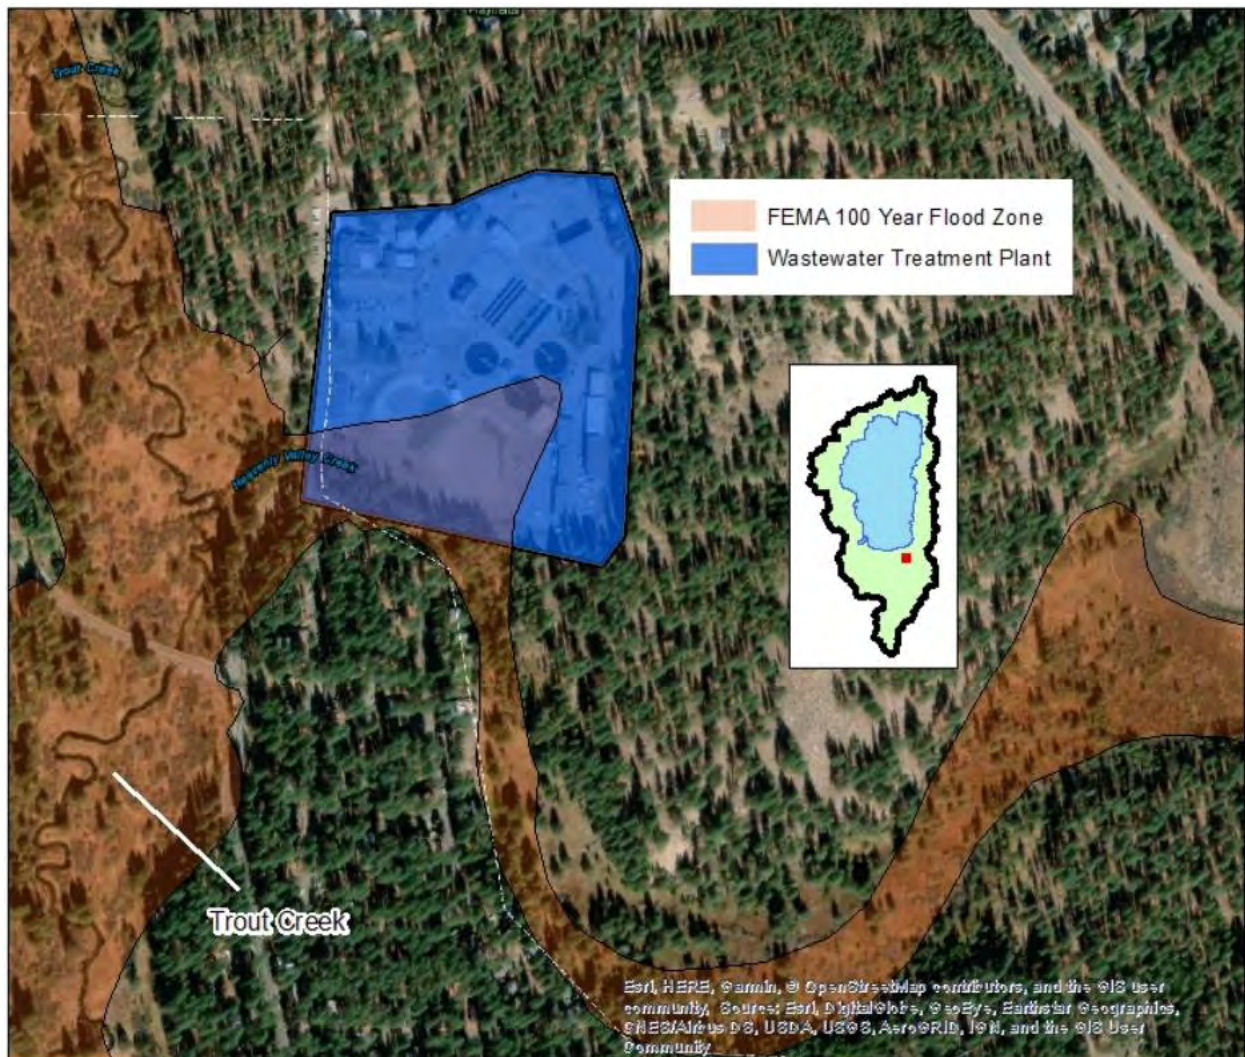 Trout Creek
FEMA 100 Year Flood Zone
Wastewater Treatment Plant
Heavenly Valley Creek
Trout Creek
Esri, HERE, Garmin, © OpenStreetMap contributors, and the GIS user
community, Source: Esri, DigitalGlobe, GeoEye, Earthstar Geographics,
CNES/Airbus DS, USDA, USGS, AeroGRID, IGN, and the GIS User
Community